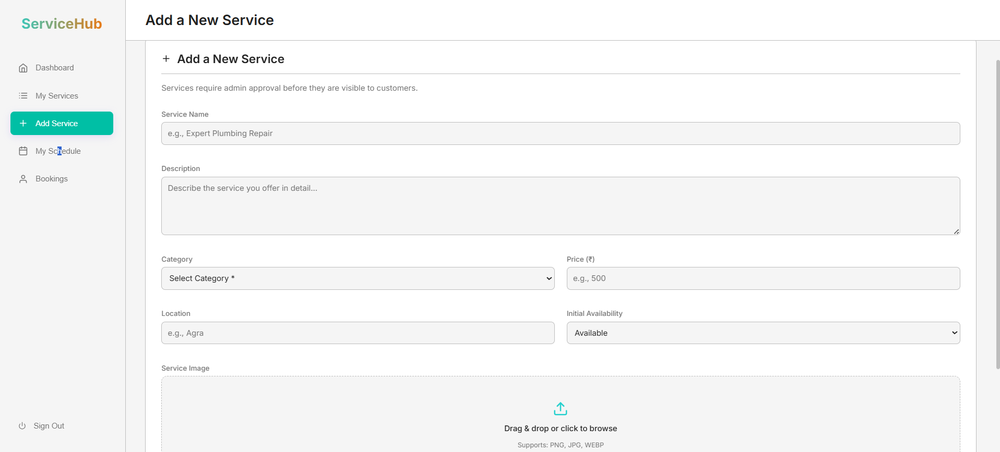 ServiceHub
Dashboard
My Services
Add Service
My Schedule
Bookings
Sign Out
Add a New Service
Add a New Service
Services require admin approval before they are visible to customers.
Service Name
e.g., Expert Plumbing Repair
Description
Describe the service you offer in detail...
Category
Select Category *
Price (₹)
e.g., 500
Location
e.g., Agra
Initial Availability
Available
Service Image
Drag & drop or click to browse
Supports: PNG, JPG, WEBP